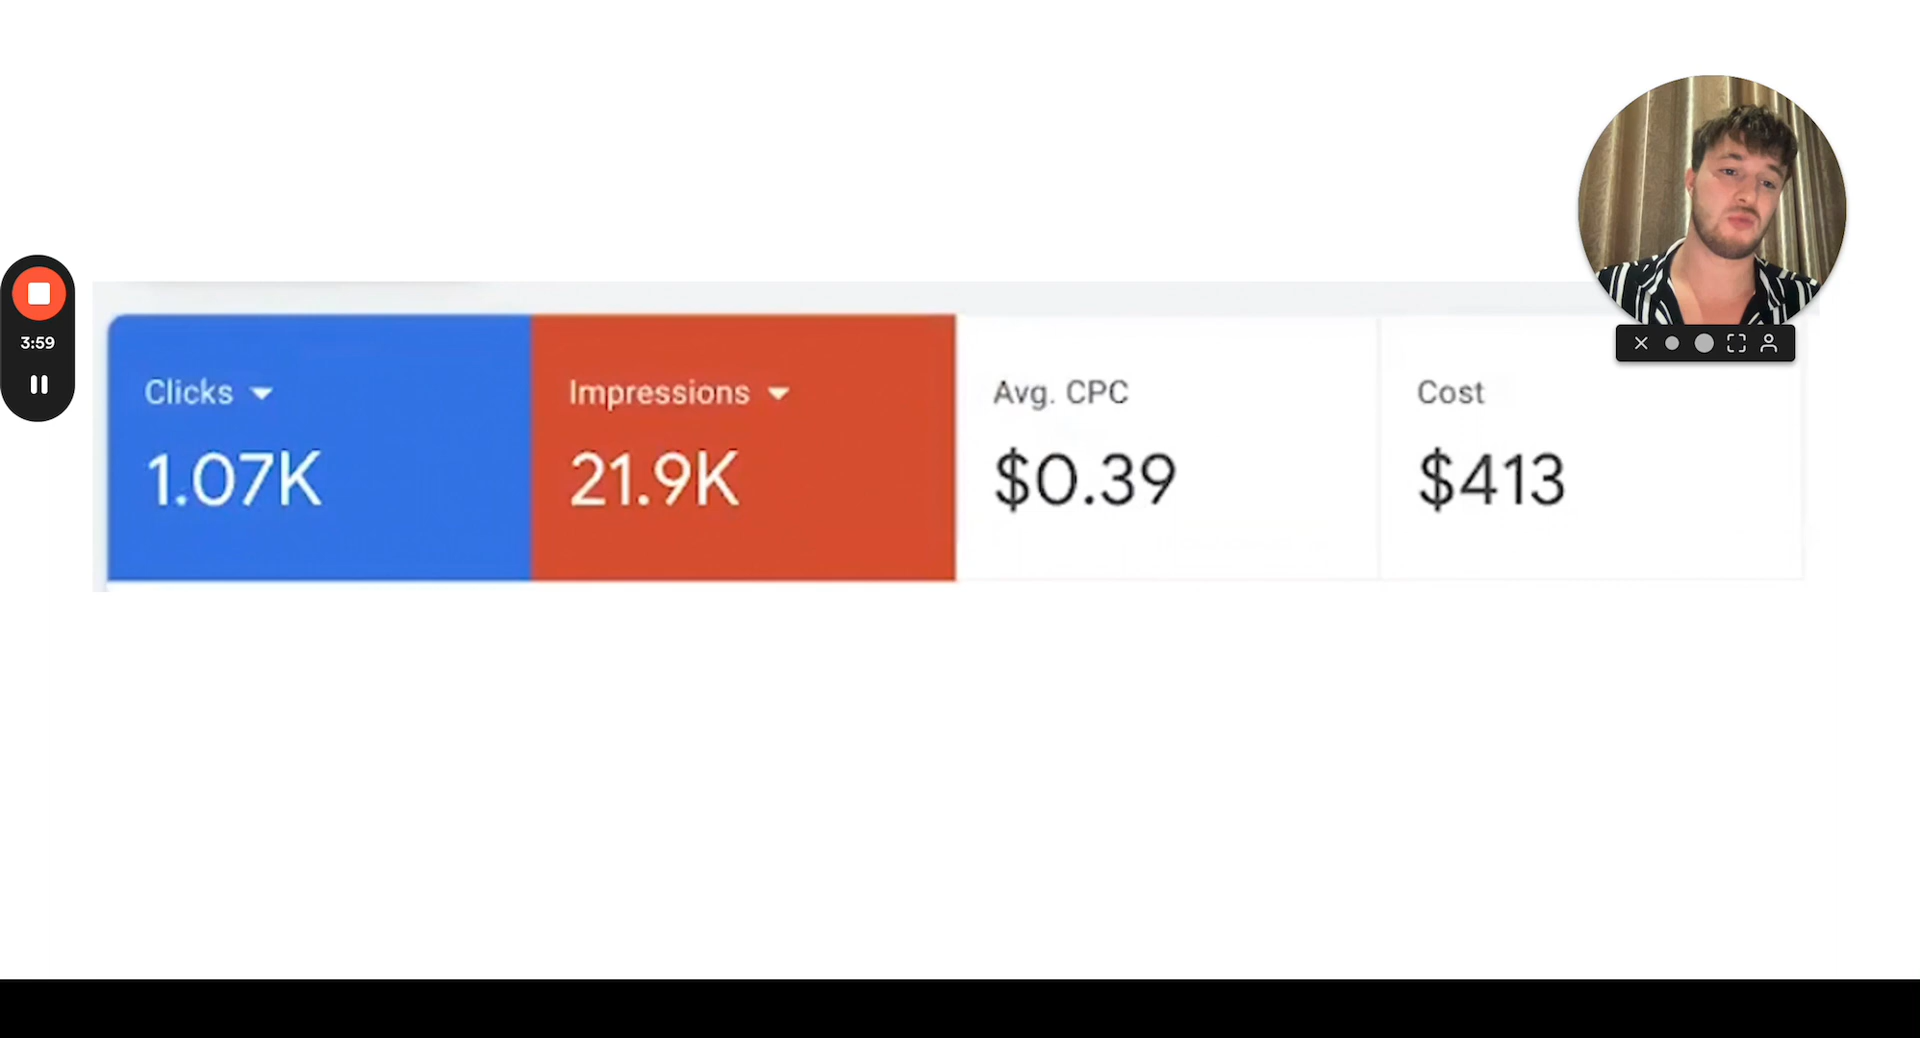 3:59
Clicks
1.07K
Impressions
21.9K
Avg. CPC
$0.39
Cost
$413